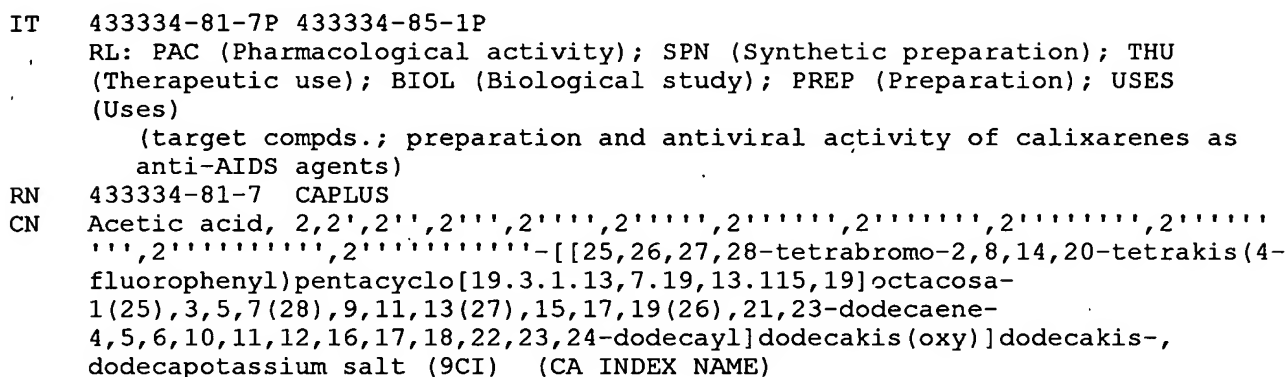 IT 433334-81-7P 433334-85-1P
RL: PAC (Pharmacological activity); SPN (Synthetic preparation); THU
(Therapeutic use); BIOL (Biological study); PREP (Preparation); USES
(Uses)
(target compds.; preparation and antiviral activity of calixarenes as
anti-AIDS agents)
RN 433334-81-7 CAPLUS
CN Acetic acid, 2,2',2'',2''',2'''',2''''',2'''''',2''''''',2'''''''',2''''''
''',2'''''''''',2'''''''''''-[[25,26,27,28-tetrabromo-2,8,14,20-tetrakis(4-
fluorophenyl)pentacyclo[19.3.1.13,7.19,13.115,19]octacosa-
1(25),3,5,7(28),9,11,13(27),15,17,19(26),21,23-dodecaene-
4,5,6,10,11,12,16,17,18,22,23,24-dodecayl]dodecakis(oxy)]dodecakis-,
dodecapotassium salt (9CI) (CA INDEX NAME)